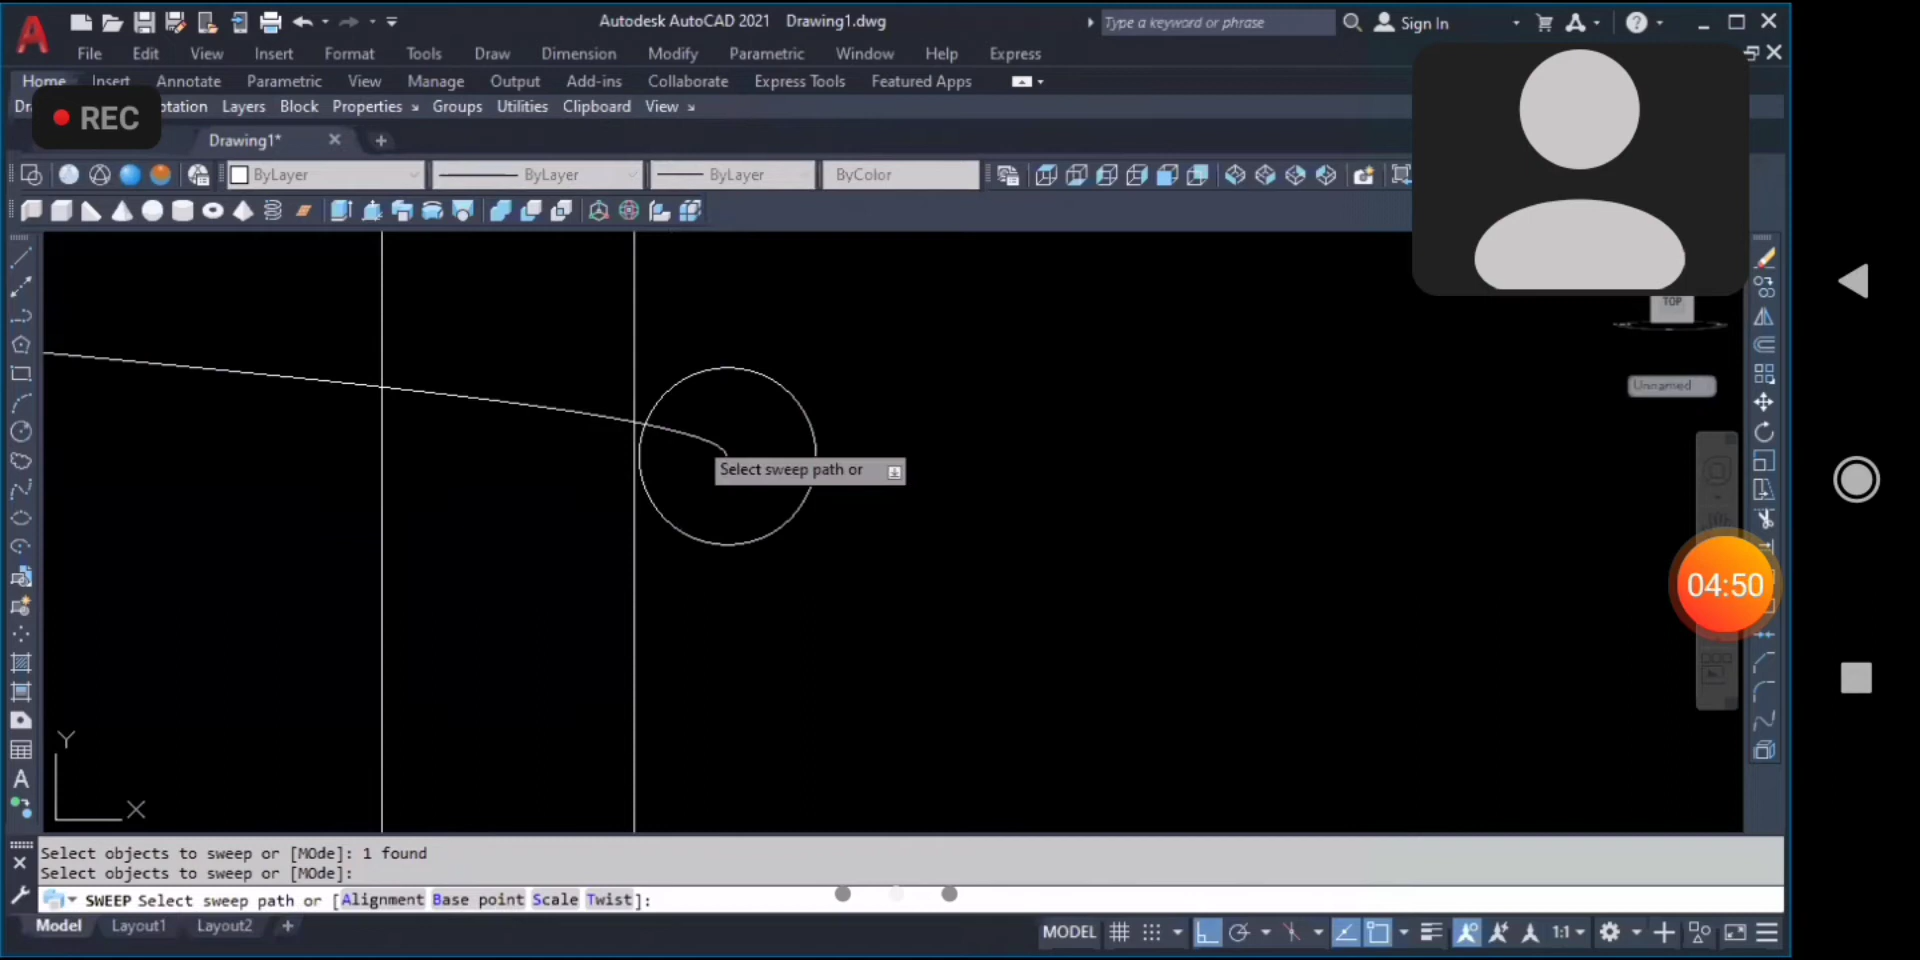 Autodesk AutoCAD 2021 Drawing1.dwg
Type a keyword or phrase
Sign In
File Edit View Insert Format Tools Draw Dimension Modify Parametric Window Help Express
Home Insert Annotate Parametric View Manage Output Add-ins Collaborate Express Tools Featured Apps
Layers Block Properties Groups Utilities Clipboard View
REC
Drawing1*
ByLayer ByLayer ByLayer ByColor
TOP
Unnamed
Select sweep path or
04:50
Y
X
Select objects to sweep or [MOde]: 1 found
Select objects to sweep or [MOde]:
SWEEP Select sweep path or [Alignment Base point Scale Twist]:
Model Layout1 Layout2 +
MODEL 1:1